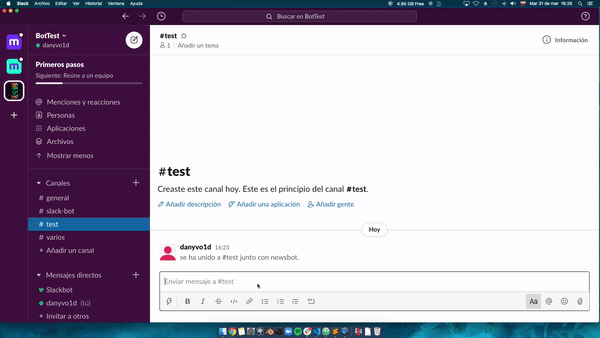 Slack Archivo Editar Ver Historial Ventana Ayuda
4.95 GB Free
Mar 31 de mar 16:26
Buscar en BotTest
BotTest
danyvo1d
Primeros pasos
Siguiente: Reúne a un equipo
Menciones y reacciones
Personas
Aplicaciones
Archivos
Mostrar menos
Canales
# general
# slack-bot
# test
# varios
+ Añadir un canal
Mensajes directos
Slackbot
danyvo1d (tú)
+ Invitar a otros
#test
1 | Añadir un tema
Información
#test
Creaste este canal hoy. Este es el principio del canal #test.
Añadir descripción Añadir una aplicación Añadir gente
Hoy
danyvo1d 16:23
se ha unido a #test junto con newsbot.
Enviar mensaje a #test
B I S Aa @